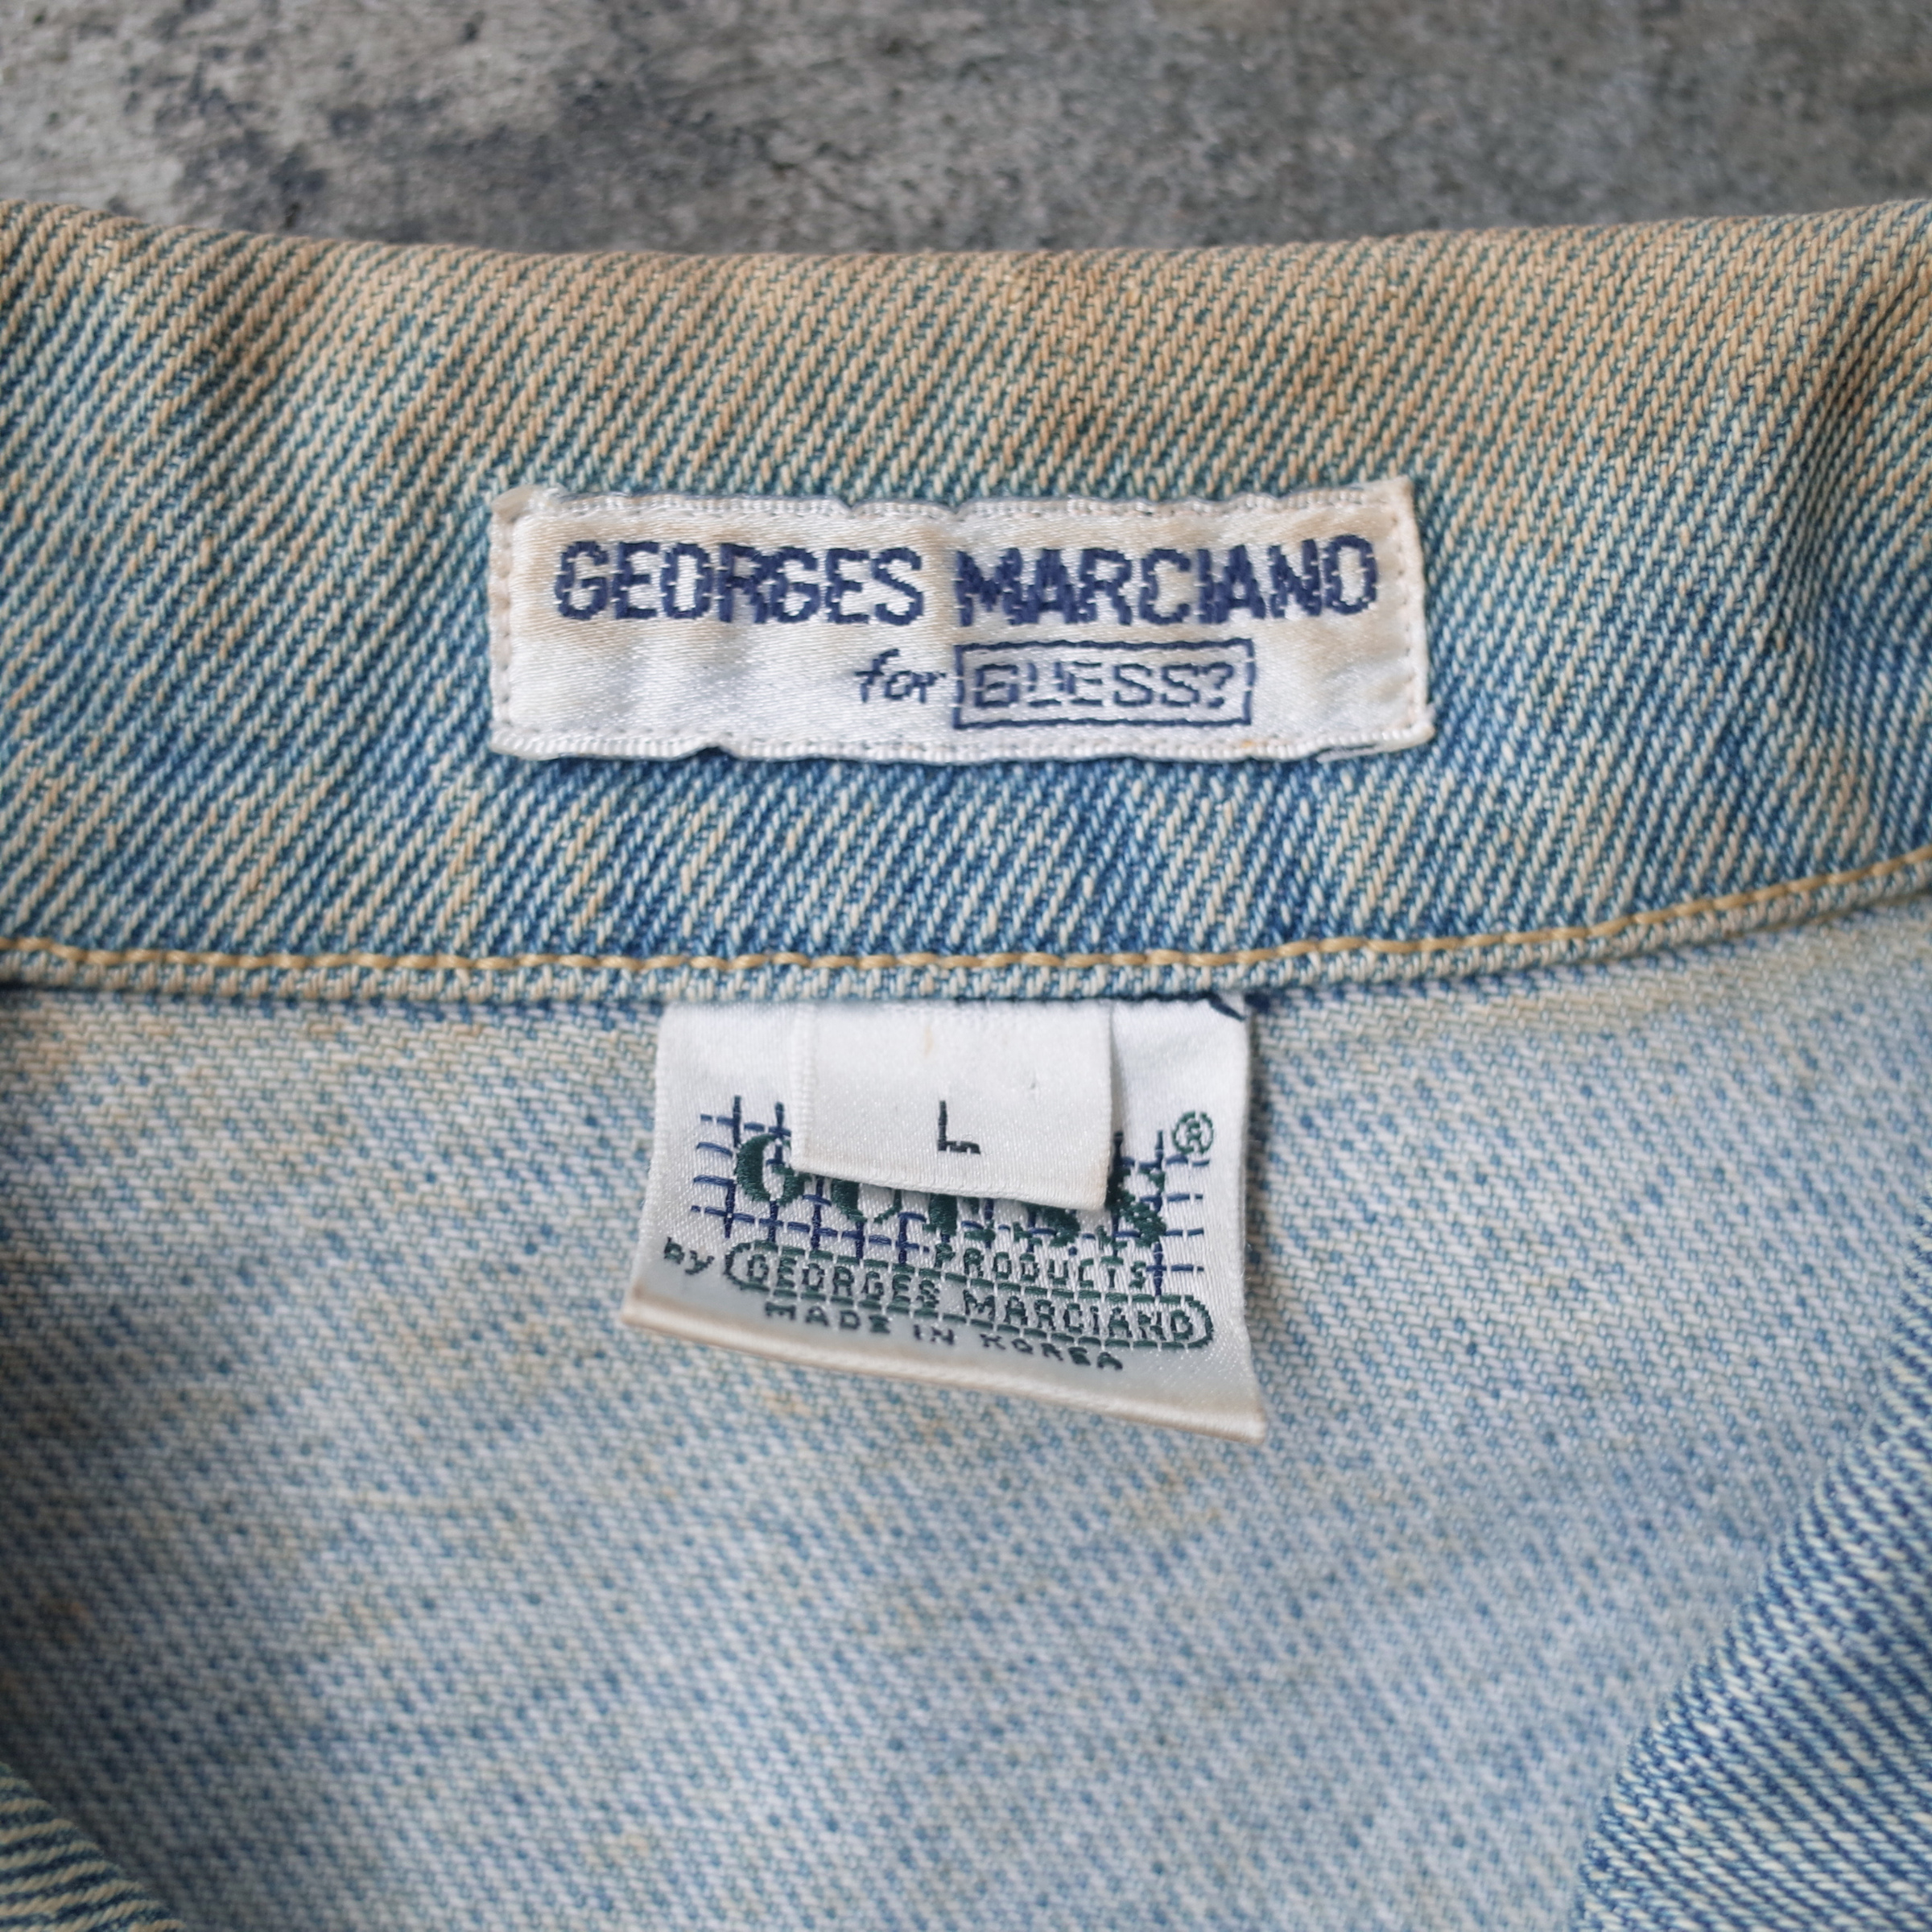 GEORGES MARCIANO
for GUESS?
L
®
PRODUCTS
by GEORGES MARCIANO
MADE IN KOREA